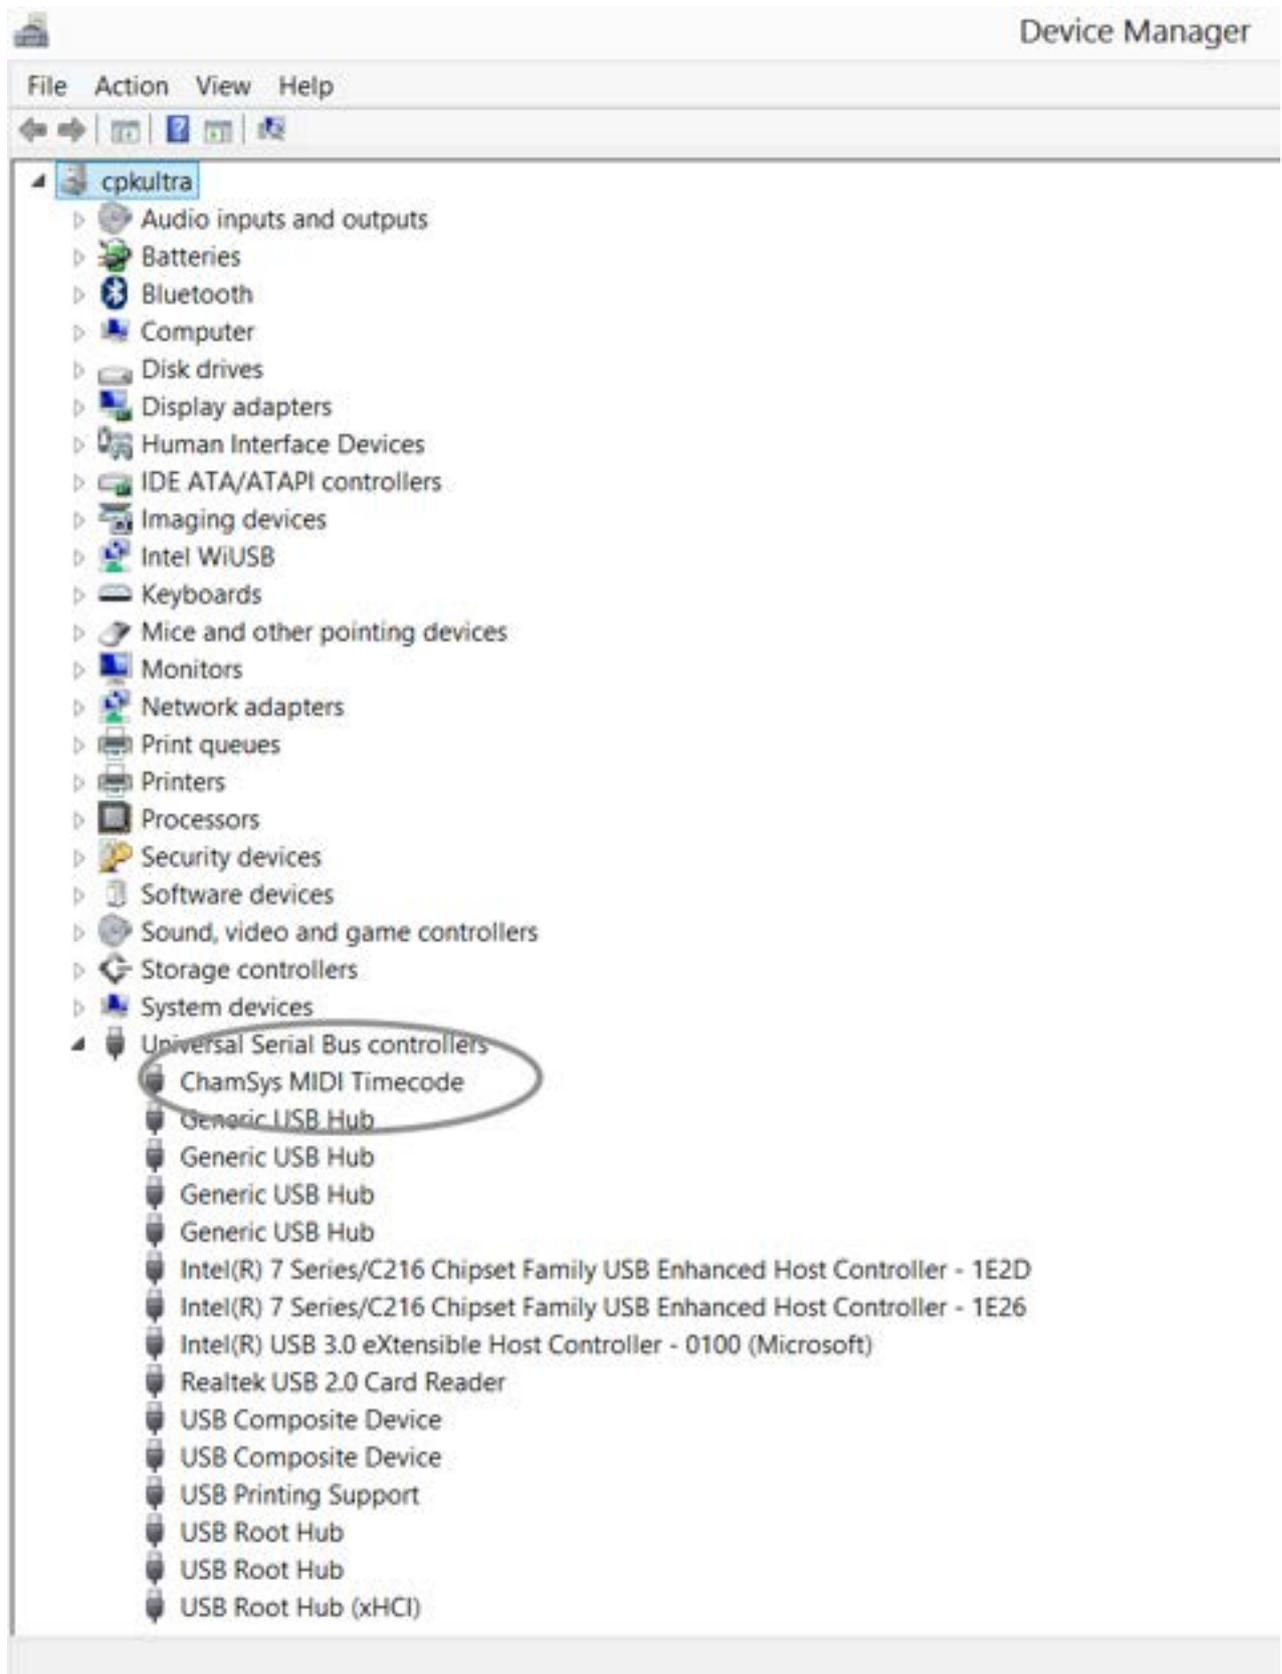 Device Manager
File Action View Help
cpkultra
Audio inputs and outputs
Batteries
Bluetooth
Computer
Disk drives
Display adapters
Human Interface Devices
IDE ATA/ATAPI controllers
Imaging devices
Intel WiUSB
Keyboards
Mice and other pointing devices
Monitors
Network adapters
Print queues
Printers
Processors
Security devices
Software devices
Sound, video and game controllers
Storage controllers
System devices
Universal Serial Bus controllers
ChamSys MIDI Timecode
Generic USB Hub
Generic USB Hub
Generic USB Hub
Generic USB Hub
Intel(R) 7 Series/C216 Chipset Family USB Enhanced Host Controller - 1E2D
Intel(R) 7 Series/C216 Chipset Family USB Enhanced Host Controller - 1E26
Intel(R) USB 3.0 eXtensible Host Controller - 0100 (Microsoft)
Realtek USB 2.0 Card Reader
USB Composite Device
USB Composite Device
USB Printing Support
USB Root Hub
USB Root Hub
USB Root Hub (xHCI)